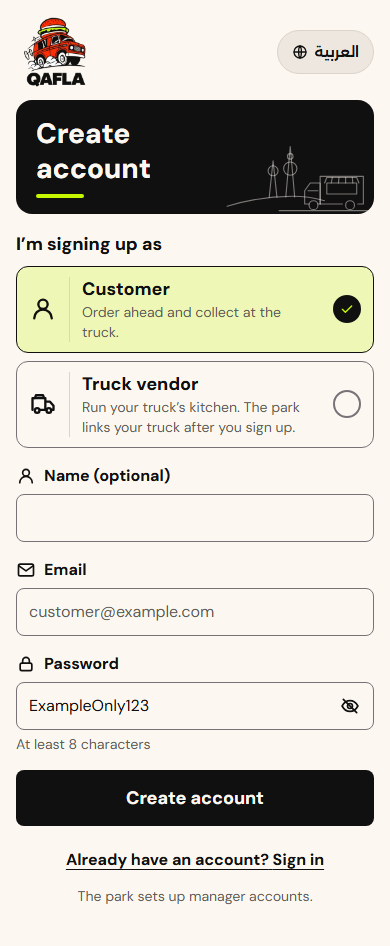 QAFLA
العربية
Create
account
I'm signing up as
Customer
Order ahead and collect at the
truck.
Truck vendor
Run your truck's kitchen. The park
links your truck after you sign up.
Name (optional)
Email
customer@example.com
Password
ExampleOnly123
At least 8 characters
Create account
Already have an account? Sign in
The park sets up manager accounts.